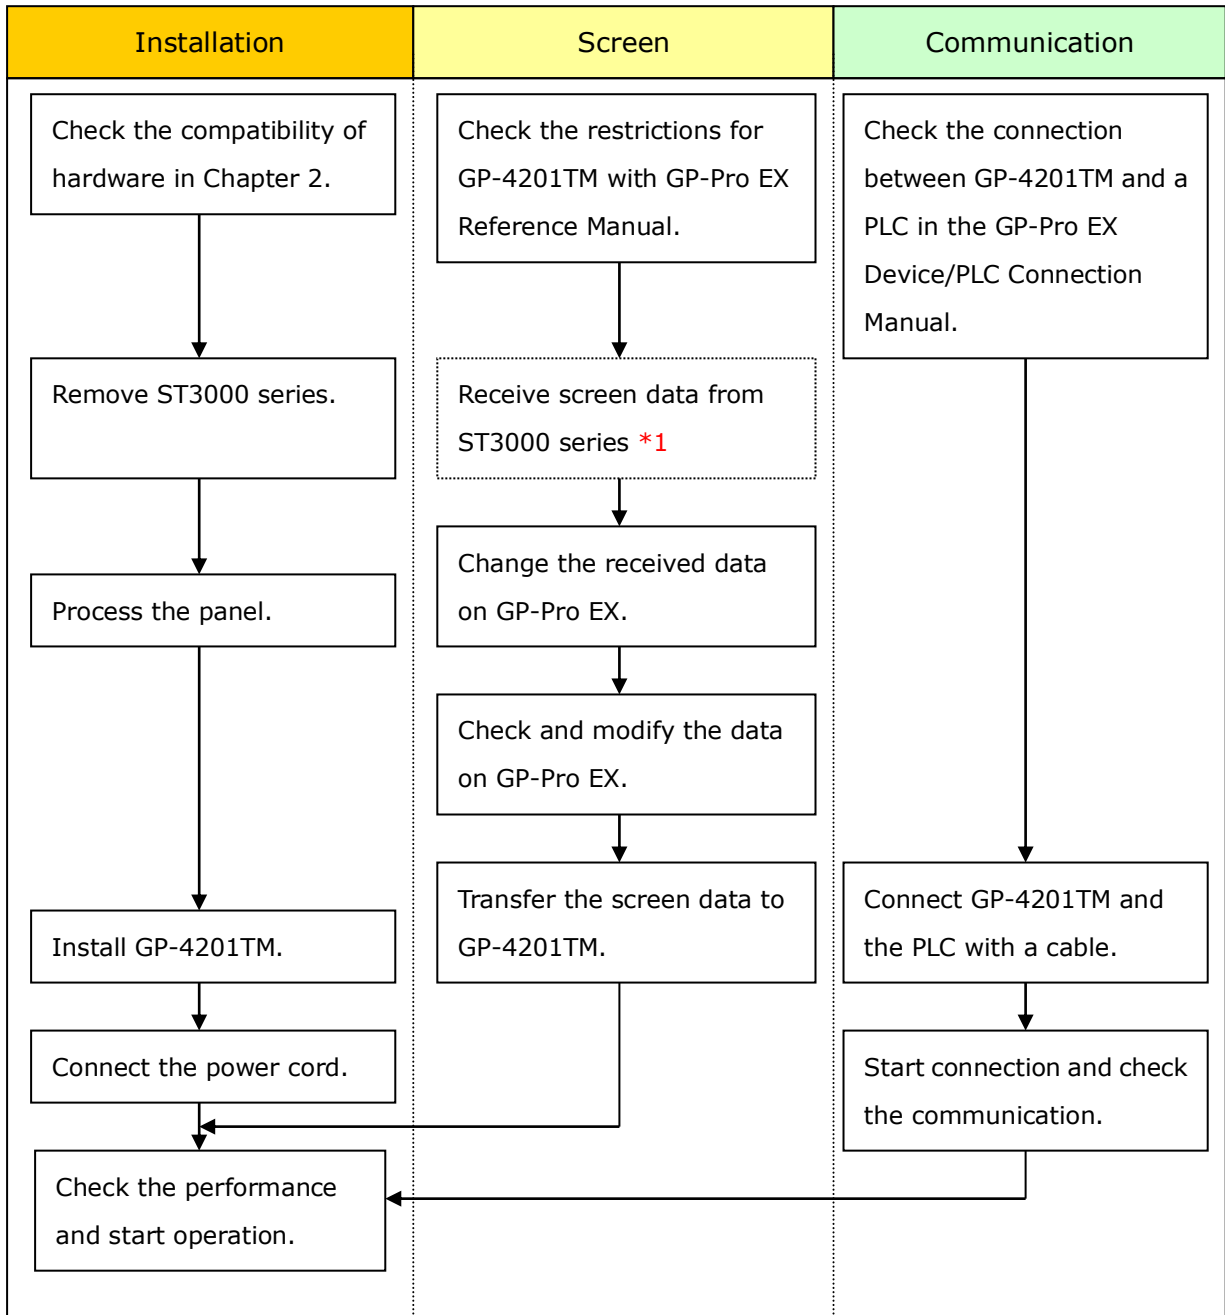 Installation
Screen
Communication
Check the compatibility of
hardware in Chapter 2.
Remove ST3000 series.
Process the panel.
Install GP-4201TM.
Connect the power cord.
Check the performance
and start operation.
Check the restrictions for
GP-4201TM with GP-Pro EX
Reference Manual.
Receive screen data from
ST3000 series *1
Change the received data
on GP-Pro EX.
Check and modify the data
on GP-Pro EX.
Transfer the screen data to
GP-4201TM.
Check the connection
between GP-4201TM and a
PLC in the GP-Pro EX
Device/PLC Connection
Manual.
Connect GP-4201TM and
the PLC with a cable.
Start connection and check
the communication.